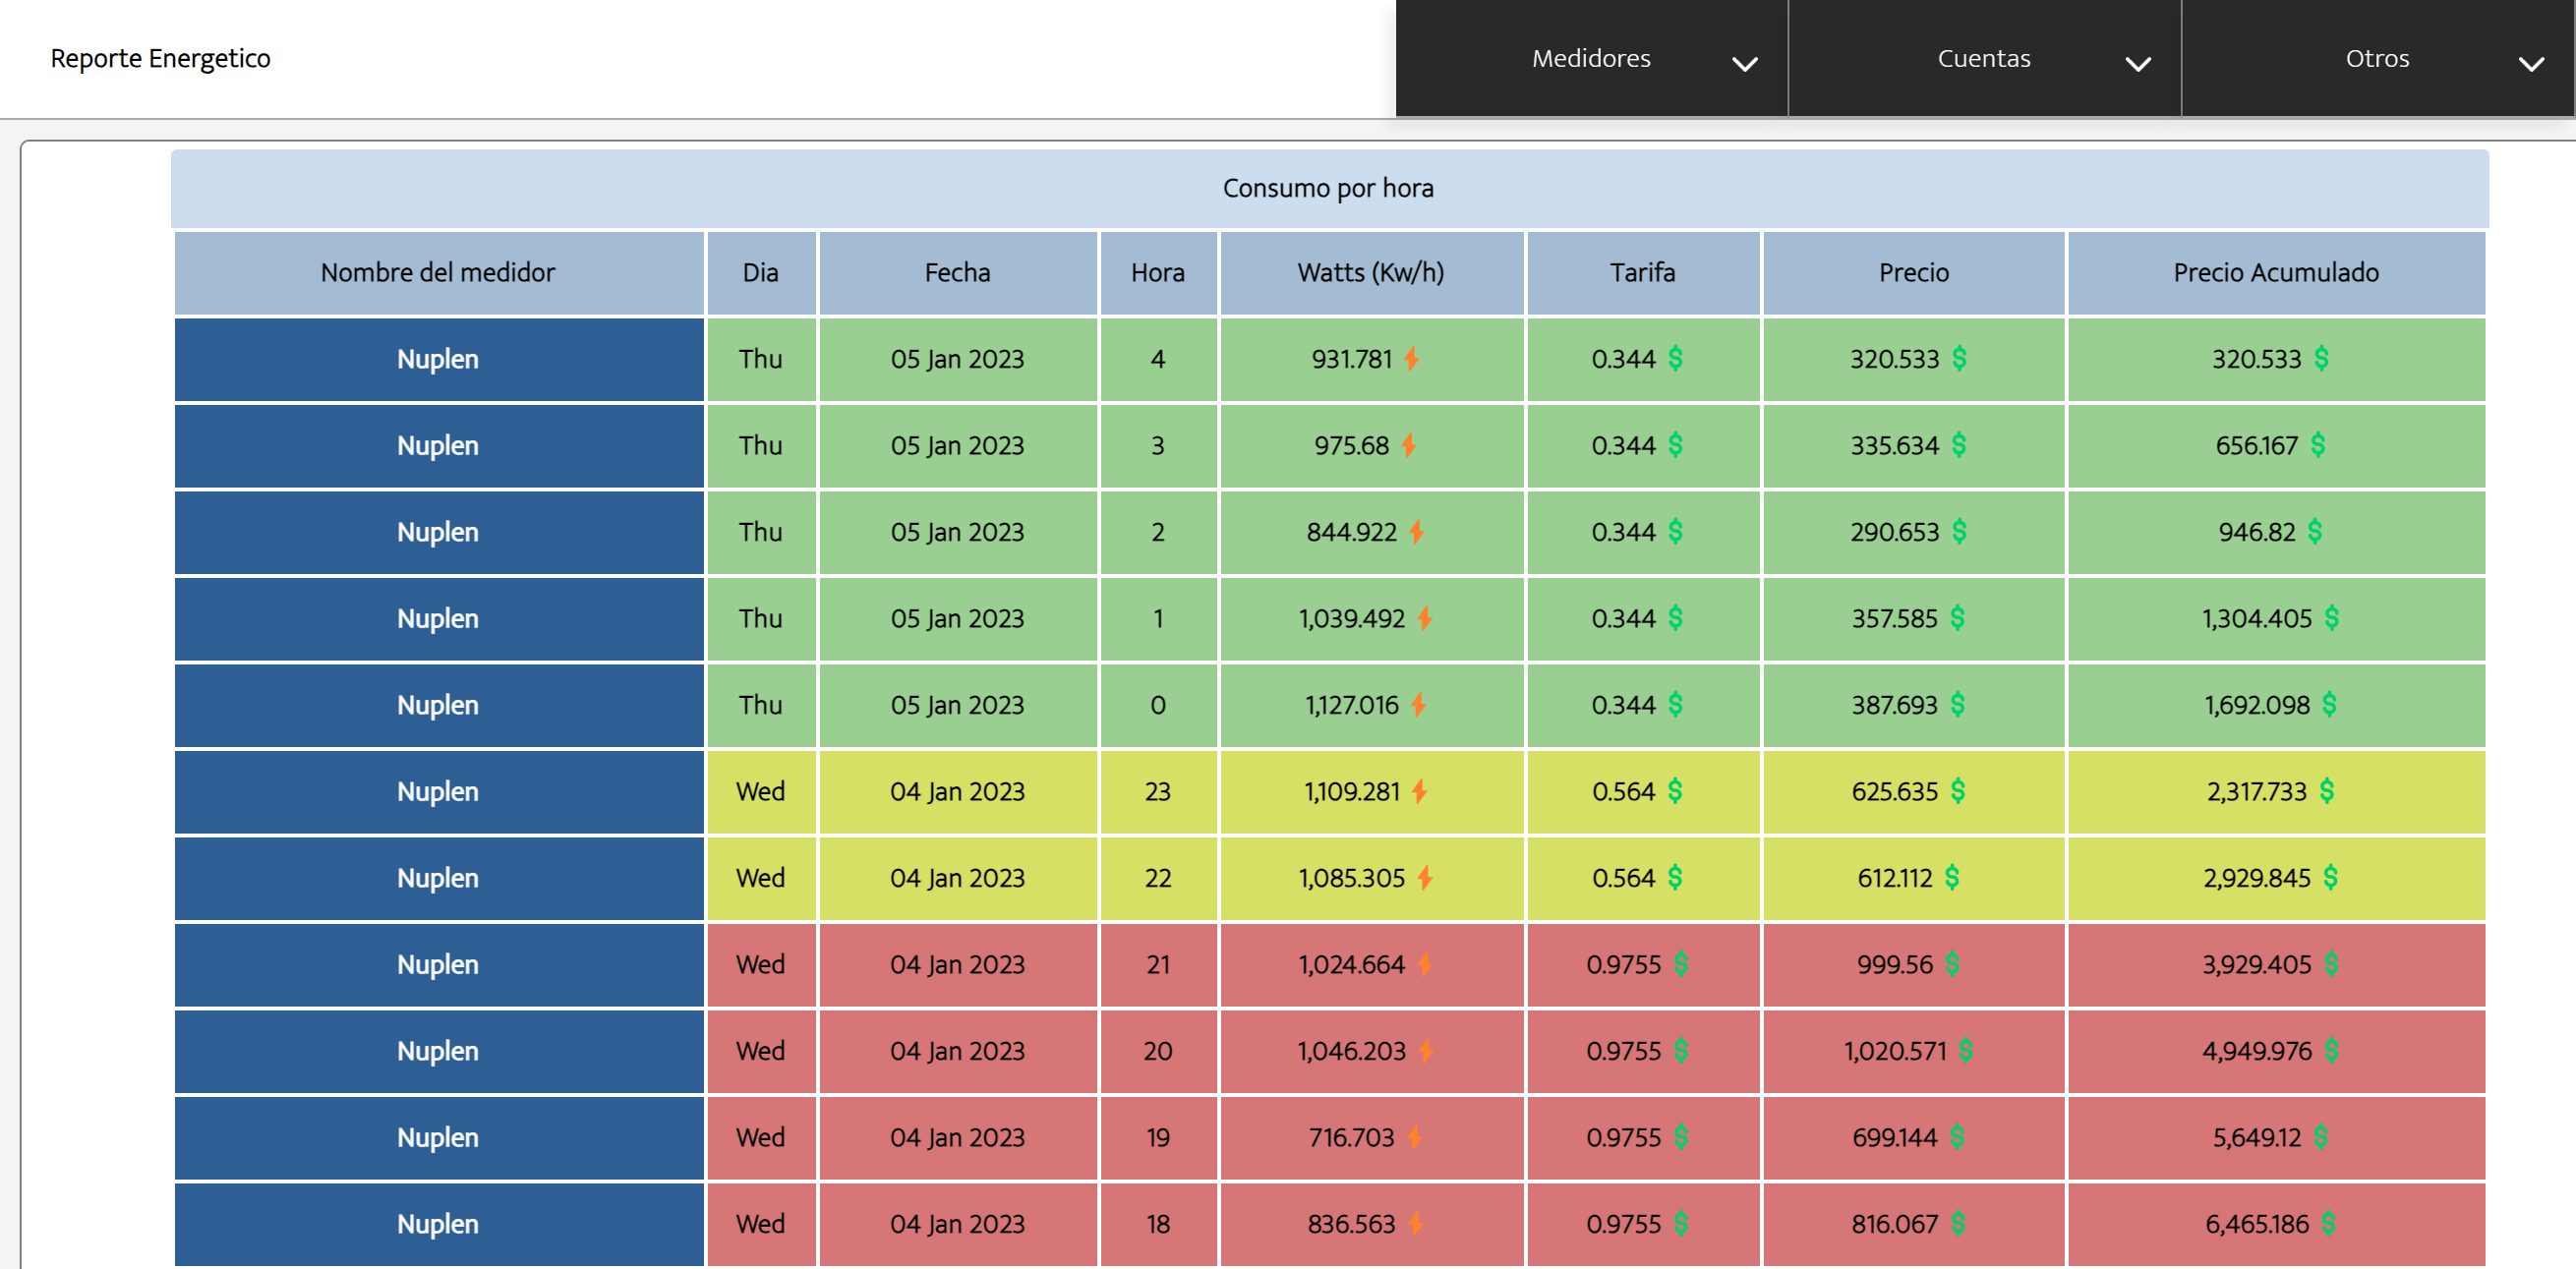 Reporte Energetico Medidores Cuentas Otros
Consumo por hora
Nombre del medidor Dia Fecha Hora Watts (Kw/h) Tarifa Precio Precio Acumulado
Nuplen Thu 05 Jan 2023 4 931.781 0.344 $ 320.533 $ 320.533 $
Nuplen Thu 05 Jan 2023 3 975.68 0.344 $ 335.634 $ 656.167 $
Nuplen Thu 05 Jan 2023 2 844.922 0.344 $ 290.653 $ 946.82 $
Nuplen Thu 05 Jan 2023 1 1,039.492 0.344 $ 357.585 $ 1,304.405 $
Nuplen Thu 05 Jan 2023 0 1,127.016 0.344 $ 387.693 $ 1,692.098 $
Nuplen Wed 04 Jan 2023 23 1,109.281 0.564 $ 625.635 $ 2,317.733 $
Nuplen Wed 04 Jan 2023 22 1,085.305 0.564 $ 612.112 $ 2,929.845 $
Nuplen Wed 04 Jan 2023 21 1,024.664 0.9755 $ 999.56 $ 3,929.405 $
Nuplen Wed 04 Jan 2023 20 1,046.203 0.9755 $ 1,020.571 $ 4,949.976 $
Nuplen Wed 04 Jan 2023 19 716.703 0.9755 $ 699.144 $ 5,649.12 $
Nuplen Wed 04 Jan 2023 18 836.563 0.9755 $ 816.067 $ 6,465.186 $